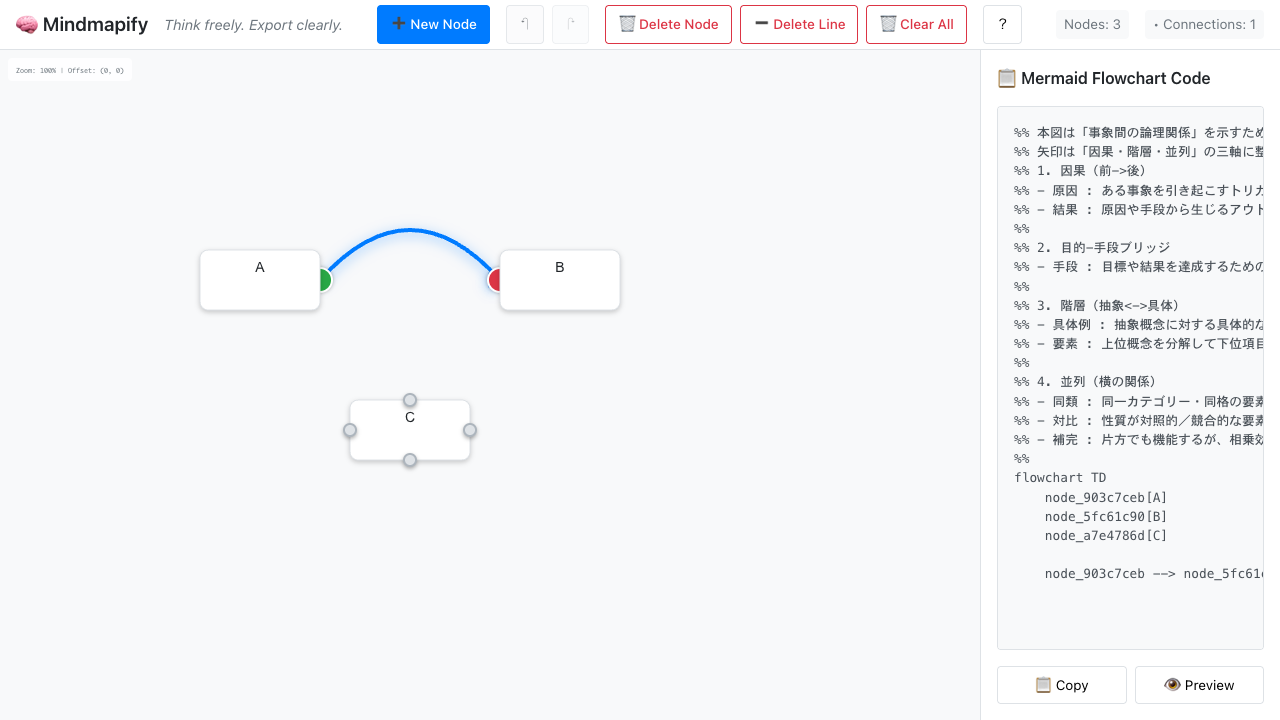 🧠 Mindmapify
Think freely. Export clearly.
➕ New Node
🗑️ Delete Node
➖ Delete Line
🗑️ Clear All
?
Nodes: 3
• Connections: 1
Zoom: 100% | Offset: (0, 0)
A
B
C
📋 Mermaid Flowchart Code
%% 本図は「事象間の論理関係」を示すため
%% 矢印は「因果・階層・並列」の三軸に整
%% 1. 因果（前->後）
%% - 原因 : ある事象を引き起こすトリガ
%% - 結果 : 原因や手段から生じるアウト
%%
%% 2. 目的-手段ブリッジ
%% - 手段 : 目標や結果を達成するための
%%
%% 3. 階層（抽象<->具体）
%% - 具体例 : 抽象概念に対する具体的な
%% - 要素 : 上位概念を分解して下位項目
%%
%% 4. 並列（横の関係）
%% - 同類 : 同一カテゴリー・同格の要素
%% - 対比 : 性質が対照的／競合的な要素
%% - 補完 : 片方でも機能するが、相乗効
%%
flowchart TD
node_903c7ceb[A]
node_5fc61c90[B]
node_a7e4786d[C]
node_903c7ceb --> node_5fc61c
📋 Copy
👁️ Preview